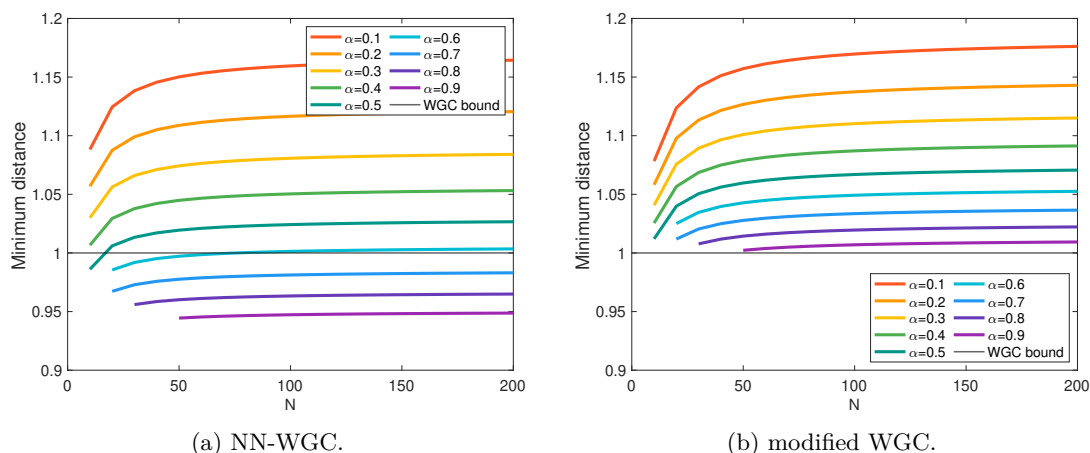 1.2
1.15
1.1
1.05
1
0.95
0.9
Minimum distance
0
50
100
150
200
N
α=0.1
α=0.2
α=0.3
α=0.4
α=0.5
α=0.6
α=0.7
α=0.8
α=0.9
WGC bound
(a) NN-WGC.
1.2
1.15
1.1
1.05
1
0.95
0.9
Minimum distance
0
50
100
150
200
N
α=0.1
α=0.2
α=0.3
α=0.4
α=0.5
α=0.6
α=0.7
α=0.8
α=0.9
WGC bound
(b) modified WGC.